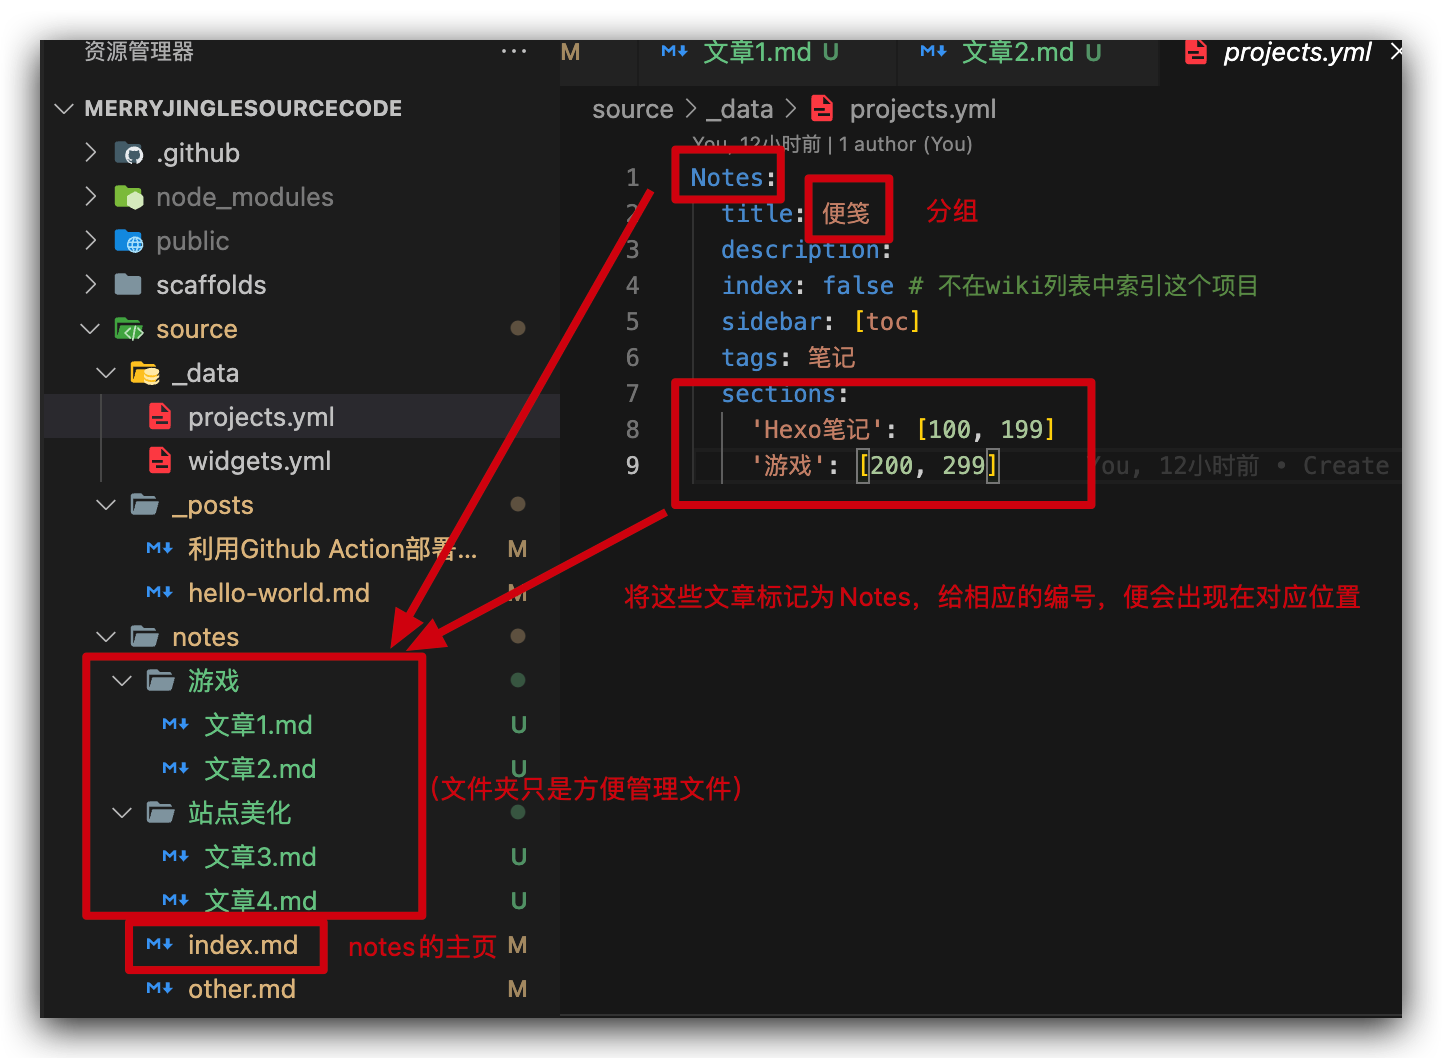 资源管理器 ···
MERRYJINGLESOURCECODE
.github
node_modules
public
scaffolds
source
_data
projects.yml
widgets.yml
_posts
利用Github Action部署... M
hello-world.md M
notes
游戏
文章1.md U
文章2.md U
站点美化
文章3.md U
文章4.md U
index.md M
other.md M
(文件夹只是方便管理文件)
notes的主页
M 文章1.md U 文章2.md U projects.yml
source > _data > projects.yml
You, 12小时前 | 1 author (You)
1 Notes:
2 title: 便笺
3 description:
4 index: false # 不在wiki列表中索引这个项目
5 sidebar: [toc]
6 tags: 笔记
7 sections:
8 'Hexo笔记': [100, 199]
9 '游戏': [200, 299] You, 12小时前 • Create
分组
将这些文章标记为Notes，给相应的编号，便会出现在对应位置